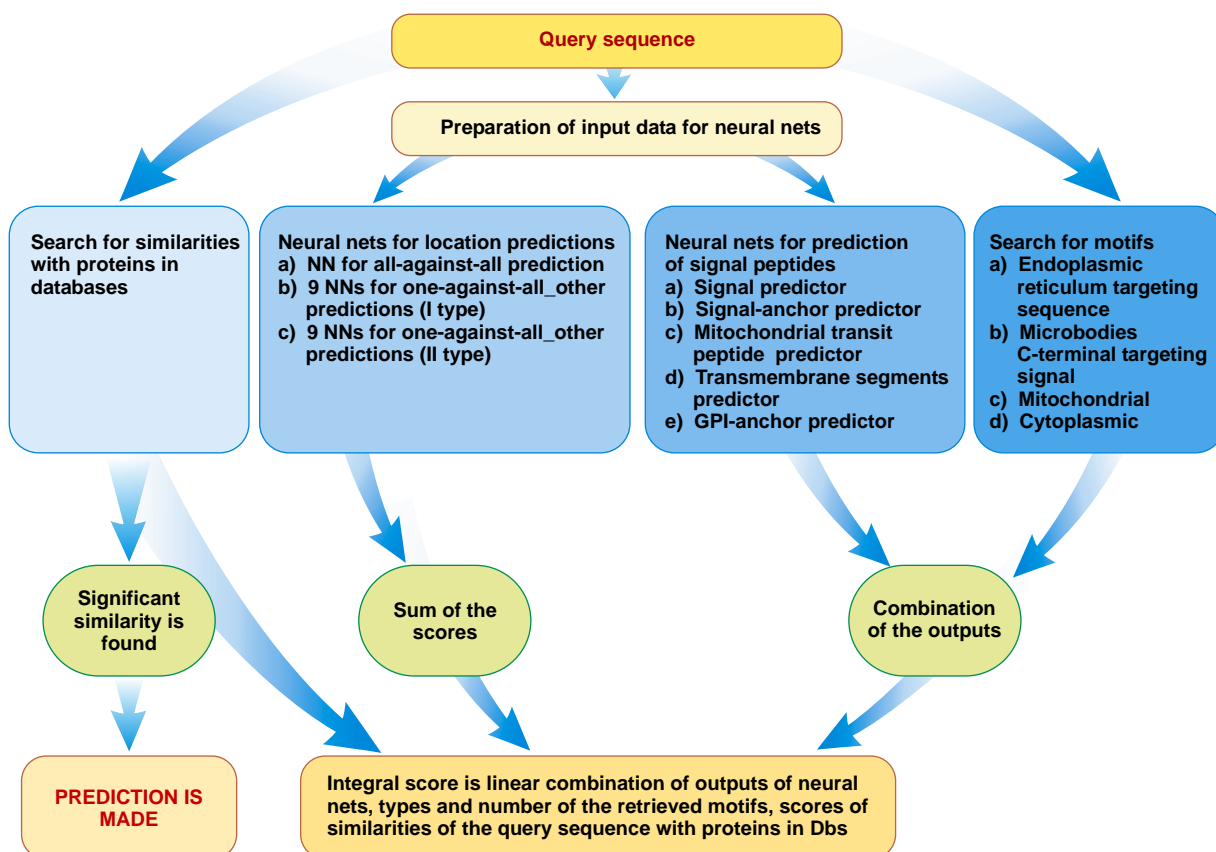 Query sequence
Preparation of input data for neural nets
Search for similarities
with proteins in
databases
Neural nets for location predictions
a) NN for all-against-all prediction
b) 9 NNs for one-against-all_other
predictions (I type)
c) 9 NNs for one-against-all_other
predictions (II type)
Neural nets for prediction
of signal peptides
a) Signal predictor
b) Signal-anchor predictor
c) Mitochondrial transit
peptide predictor
d) Transmembrane segments
predictor
e) GPI-anchor predictor
Search for motifs
a) Endoplasmic
reticulum targeting
sequence
b) Microbodies
C-terminal targeting
signal
c) Mitochondrial
d) Cytoplasmic
Significant
similarity is
found
Sum of the
scores
Combination
of the outputs
PREDICTION IS
MADE
Integral score is linear combination of outputs of neural
nets, types and number of the retrieved motifs, scores of
similarities of the query sequence with proteins in Dbs